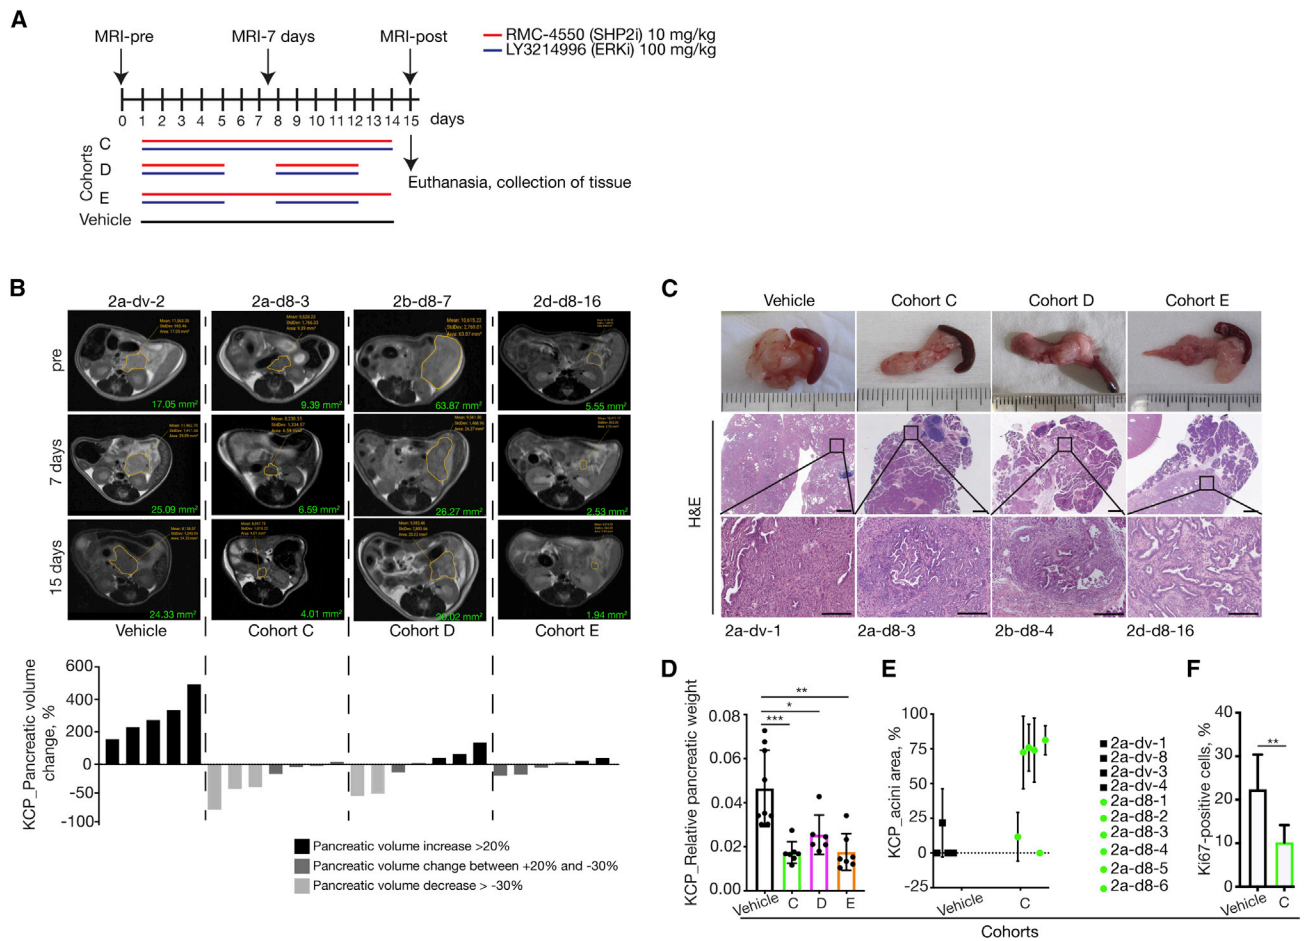 A
MRI-pre
MRI-7 days
MRI-post
RMC-4550 (SHP2i) 10 mg/kg
LY3214996 (ERKi) 100 mg/kg
0 1 2 3 4 5 6 7 8 9 10 11 12 13 14 15 days
Cohorts
C
D
E
Vehicle
Euthanasia, collection of tissue
B
2a-dv-2
2a-d8-3
2b-d8-7
2d-d8-16
pre
17.05 mm²
9.39 mm²
63.87 mm²
5.55 mm²
7 days
25.09 mm²
6.59 mm²
26.27 mm²
2.53 mm²
15 days
24.33 mm²
4.01 mm²
20.02 mm²
1.94 mm²
Vehicle
Cohort C
Cohort D
Cohort E
KCP_Pancreatic volume
change, %
600
400
200
0
-50
-100
Pancreatic volume increase >20%
Pancreatic volume change between +20% and -30%
Pancreatic volume decrease > -30%
C
Vehicle
Cohort C
Cohort D
Cohort E
H&E
2a-dv-1
2a-d8-3
2b-d8-4
2d-d8-16
D
KCP_Relative pancreatic weight
0.08
0.06
0.04
0.02
0.00
**
*
***
Vehicle
C
D
E
E
KCP_acini area, %
100
75
50
25
0
-25
Vehicle
C
2a-dv-1
2a-dv-8
2a-dv-3
2a-dv-4
2a-d8-1
2a-d8-2
2a-d8-3
2a-d8-4
2a-d8-5
2a-d8-6
F
Ki67-positive cells, %
40
30
20
10
0
**
Vehicle
C
Cohorts